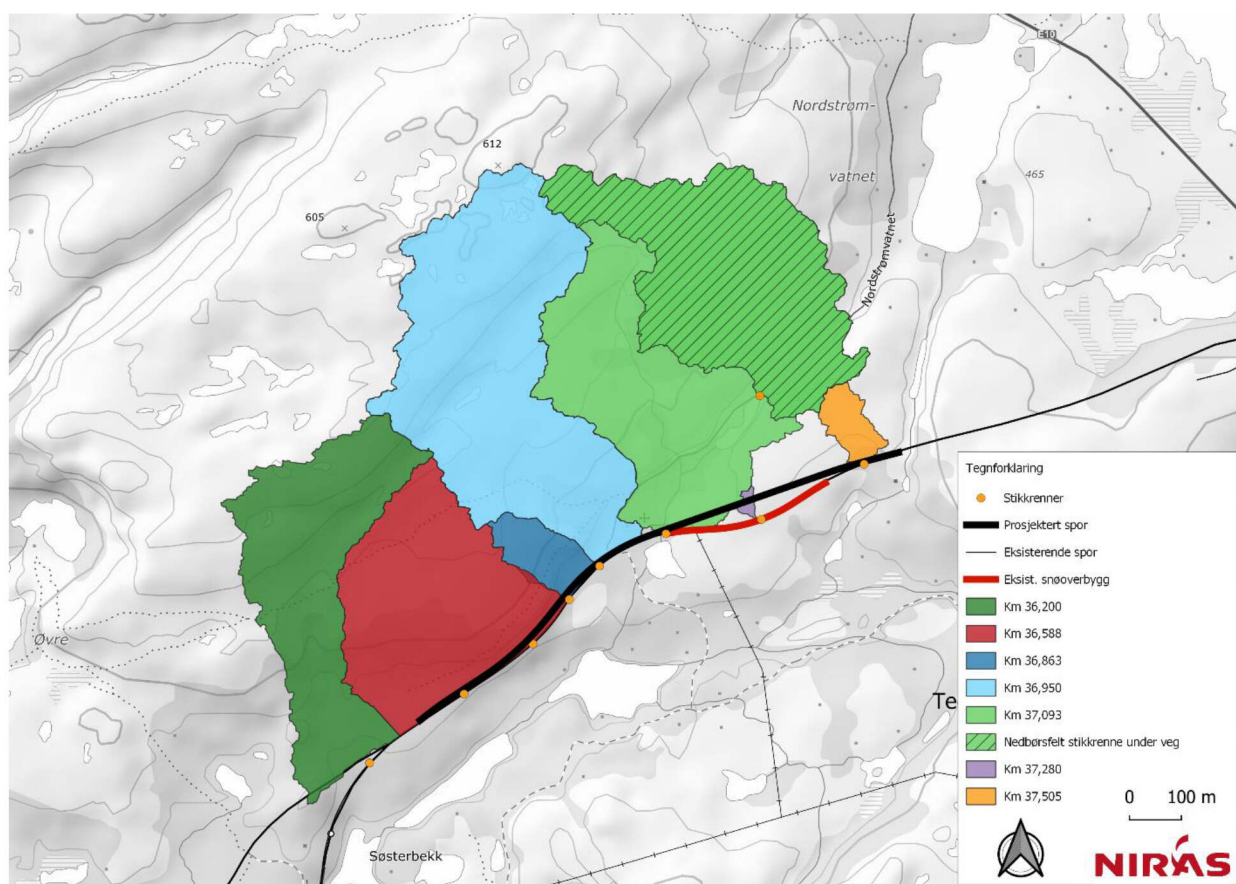 E10
Nordstrøm-
vatnet
612
465
605
Nordstrømvatnet
Øvre
Te
Søsterbekk
Tegnforklaring
Stikkrenner
Prosjektert spor
Eksisterende spor
Eksist. snøoverbygg
Km 36,200
Km 36,588
Km 36,863
Km 36,950
Km 37,093
Nedbørsfelt stikkrenne under veg
Km 37,280
Km 37,505
0 100 m
NIRÁS